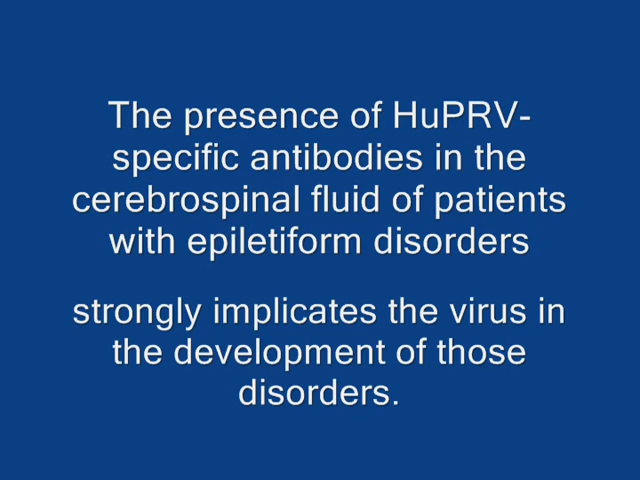 The presence of HuPRV-
specific antibodies in the
cerebrospinal fluid of patients
with epiletiform disorders
strongly implicates the virus in
the development of those
disorders.